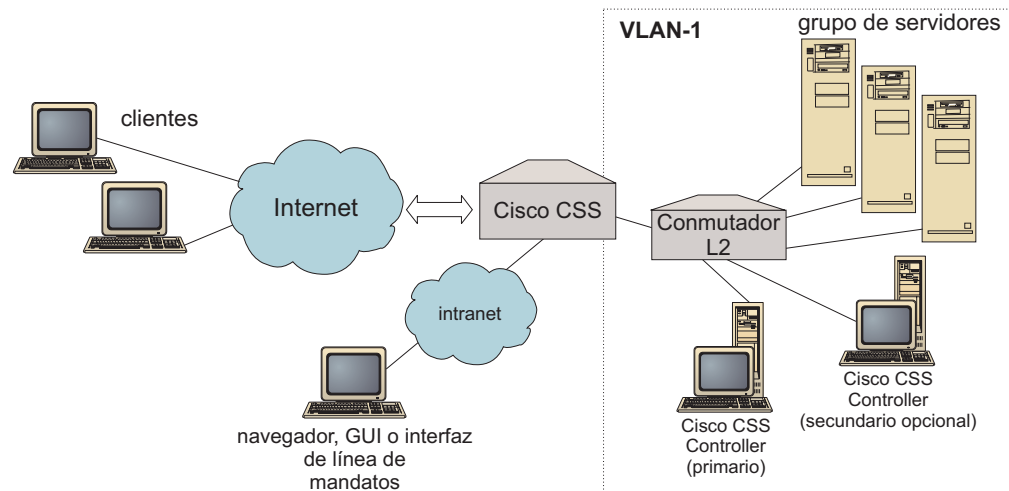 VLAN-1
grupo de servidores
clientes
Internet
Cisco CSS
Conmutador
L2
intranet
navegador, GUI o interfaz
de línea de
mandatos
Cisco CSS
Controller
(primario)
Cisco CSS
Controller
(secundario opcional)